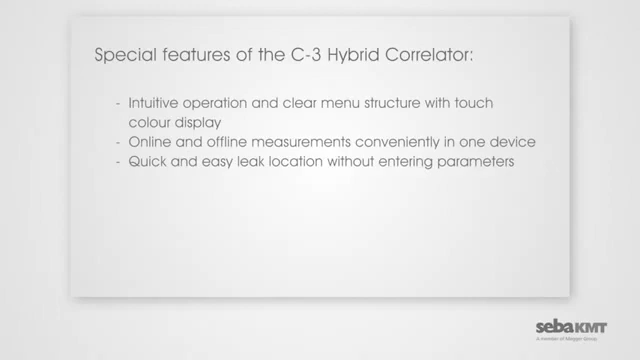 Special features of the C-3 Hybrid Correlator:
- Intuitive operation and clear menu structure with touch
colour display
- Online and offline measurements conveniently in one device
- Quick and easy leak location without entering parameters
sebaKMT
A member of Megger Group